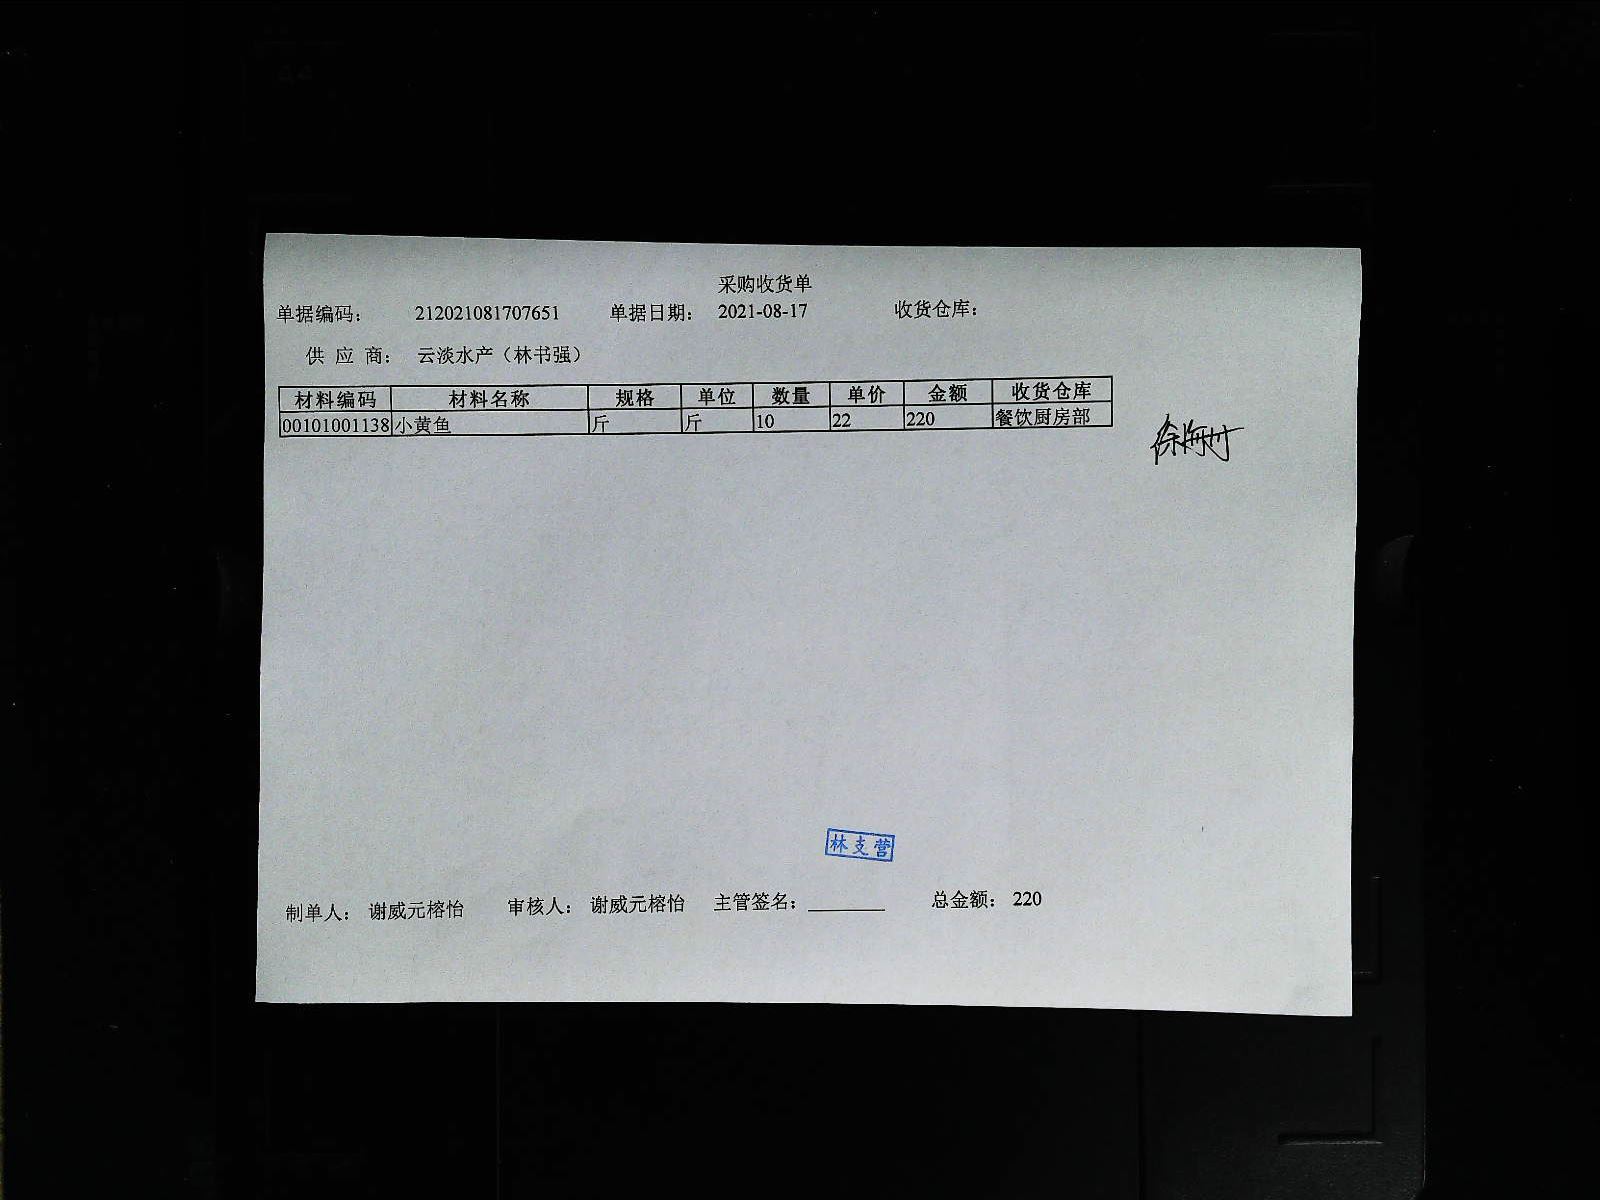 采购收货单
单据编码: 212021081707651 单据日期: 2021-08-17 收货仓库:
供 应 商: 云淡水产（林书强）
材料编码 材料名称 规格 单位 数量 单价 金额 收货仓库
00101001138 小黄鱼 斤 斤 10 22 220 餐饮厨房部
林支营
制单人: 谢威元榕怡 审核人: 谢威元榕怡 主管签名: 总金额: 220